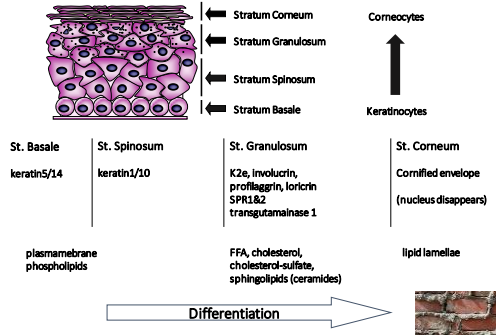 Stratum Corneum
Corneocytes
Stratum Granulosum
Stratum Spinosum
Stratum Basale
Keratinocytes
St. Basale
St. Spinosum
St. Granulosum
St. Corneum
keratin5/14
keratin1/10
K2e, involucrin,
profilaggrin, loricrin
SPR1&2
transgutamainase 1
Cornified envelope
(nucleus disappears)
plasmamebrane
phospholipids
FFA, cholesterol,
cholesterol-sulfate,
sphingolipids (ceramides)
lipid lamellae
Differentiation